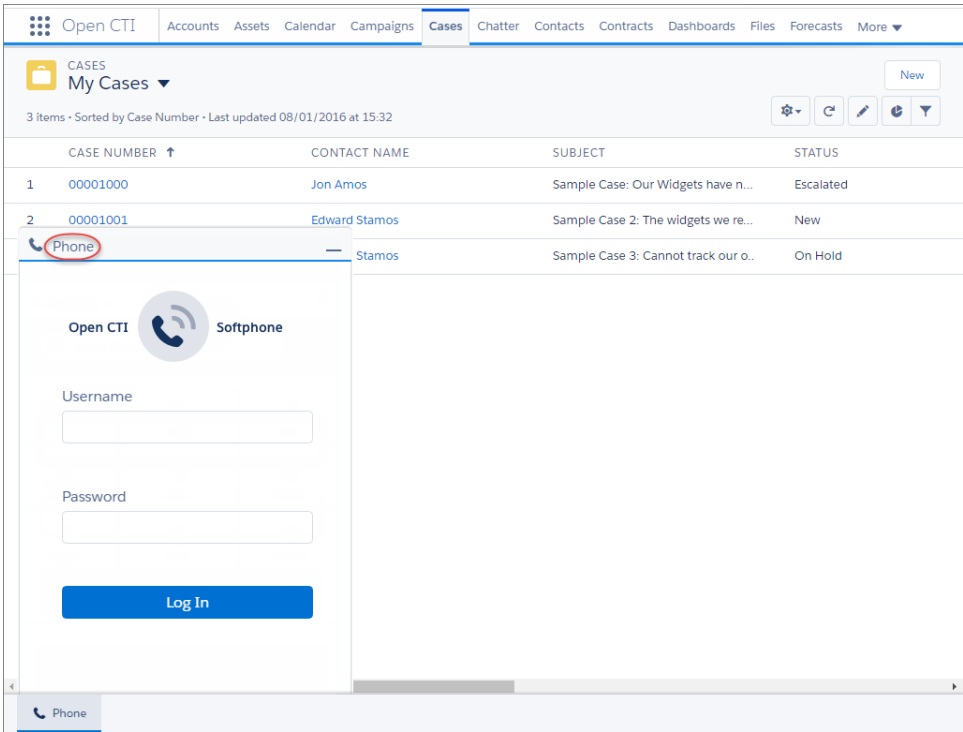 Open CTI Accounts Assets Calendar Campaigns Cases Chatter Contacts Contracts Dashboards Files Forecasts More
CASES
My Cases
New
3 items • Sorted by Case Number • Last updated 08/01/2016 at 15:32
CASE NUMBER CONTACT NAME SUBJECT STATUS
1 00001000 Jon Amos Sample Case: Our Widgets have n... Escalated
2 00001001 Edward Stamos Sample Case 2: The widgets we re... New
Stamos Sample Case 3: Cannot track our o.. On Hold
Phone
Open CTI Softphone
Username
Password
Log In
Phone